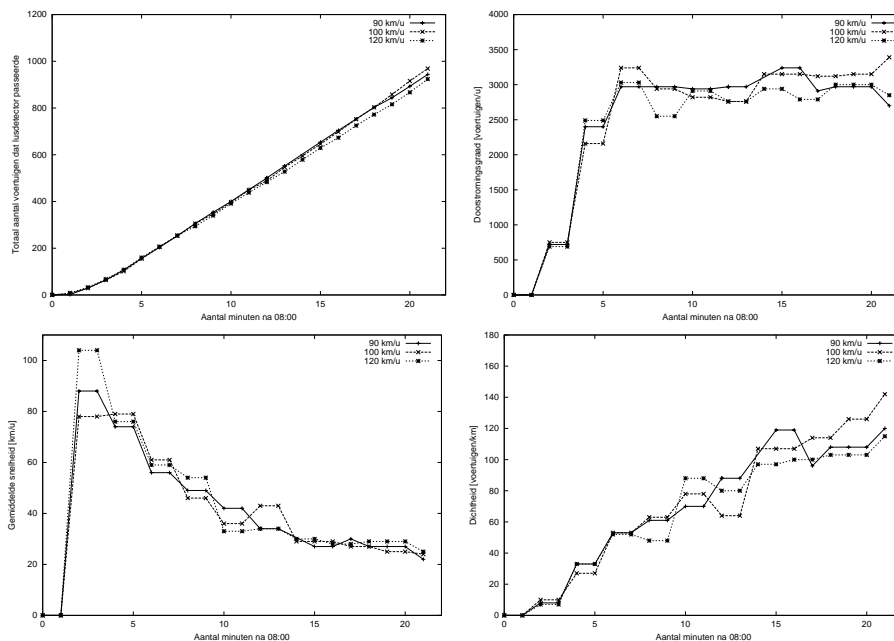 1200
1000
800
600
400
200
0
0 5 10 15 20
Totaal aantal voertuigen dat lusdetector passeerde
Aantal minuten na 08:00
90 km/u
100 km/u
120 km/u
4000
3500
3000
2500
2000
1500
1000
500
0
0 5 10 15 20
Doorstromingsgraad [voertuigen/u]
Aantal minuten na 08:00
90 km/u
100 km/u
120 km/u
100
80
60
40
20
0
0 5 10 15 20
Gemiddelde snelheid [km/u]
Aantal minuten na 08:00
90 km/u
100 km/u
120 km/u
180
160
140
120
100
80
60
40
20
0
0 5 10 15 20
Dichtheid [voertuigen/km]
Aantal minuten na 08:00
90 km/u
100 km/u
120 km/u